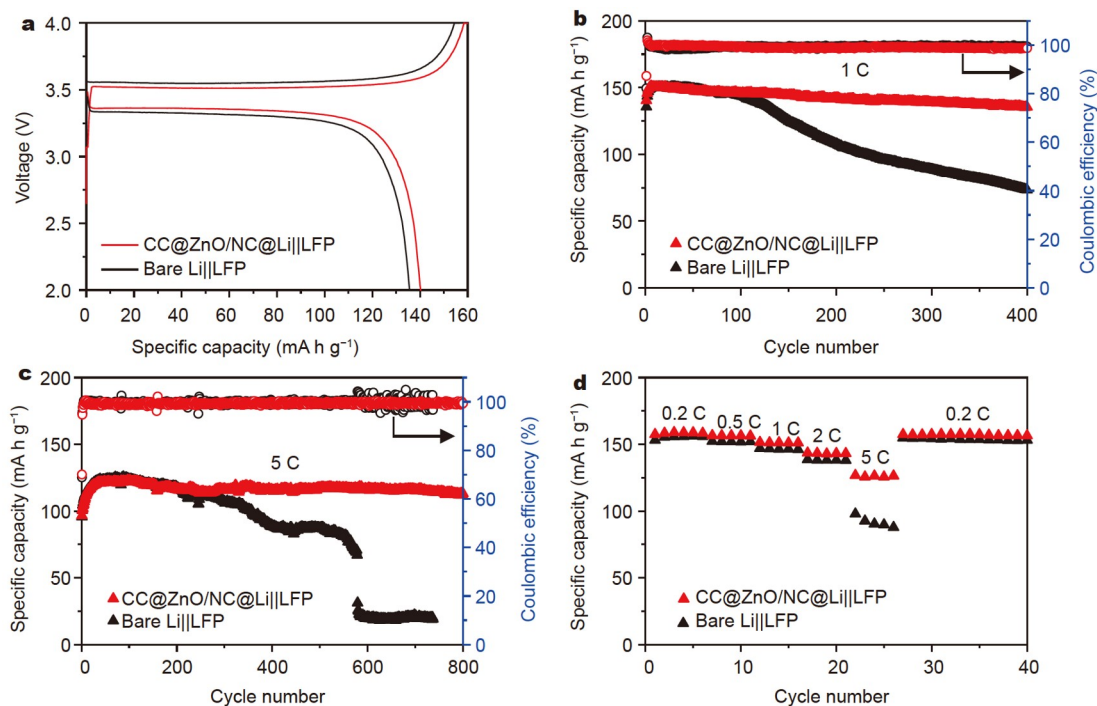 a
4.0
3.5
3.0
2.5
2.0
Voltage (V)
CC@ZnO/NC@Li||LFP
Bare Li||LFP
0 20 40 60 80 100 120 140 160
Specific capacity (mA h g⁻¹)
b
200
150
100
50
0
Specific capacity (mA h g⁻¹)
1 C
CC@ZnO/NC@Li||LFP
Bare Li||LFP
100
80
60
40
20
0
Coulombic efficiency (%)
0 100 200 300 400
Cycle number
c
200
150
100
50
0
Specific capacity (mA h g⁻¹)
5 C
CC@ZnO/NC@Li||LFP
Bare Li||LFP
100
80
60
40
20
0
Coulombic efficiency (%)
0 200 400 600 800
Cycle number
d
200
150
100
50
0
Specific capacity (mA h g⁻¹)
0.2 C 0.5 C 1 C 2 C 5 C 0.2 C
CC@ZnO/NC@Li||LFP
Bare Li||LFP
0 10 20 30 40
Cycle number